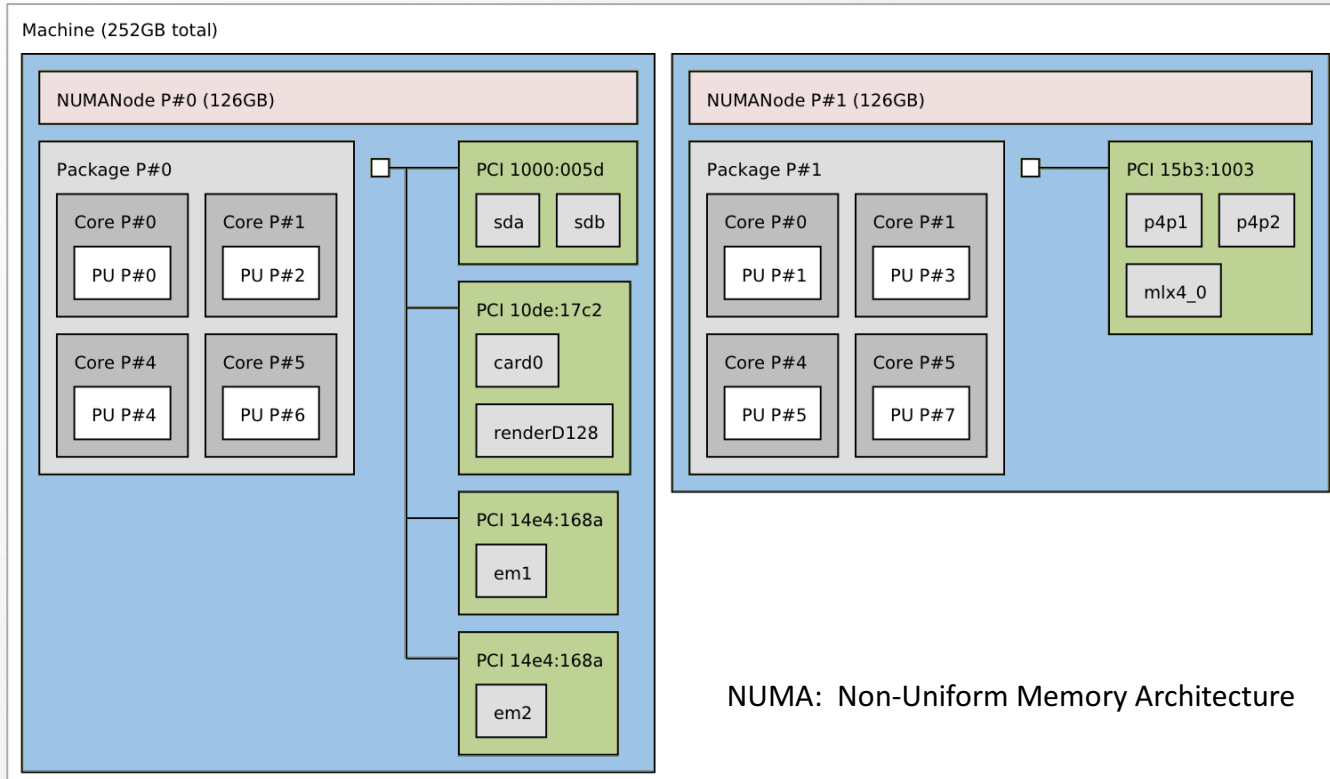 Machine (252GB total)
NUMANode P#0 (126GB)
Package P#0
Core P#0
PU P#0
Core P#1
PU P#2
Core P#4
PU P#4
Core P#5
PU P#6
PCI 1000:005d
sda
sdb
PCI 10de:17c2
card0
renderD128
PCI 14e4:168a
em1
PCI 14e4:168a
em2
NUMANode P#1 (126GB)
Package P#1
Core P#0
PU P#1
Core P#1
PU P#3
Core P#4
PU P#5
Core P#5
PU P#7
PCI 15b3:1003
p4p1
p4p2
mlx4_0
NUMA: Non-Uniform Memory Architecture